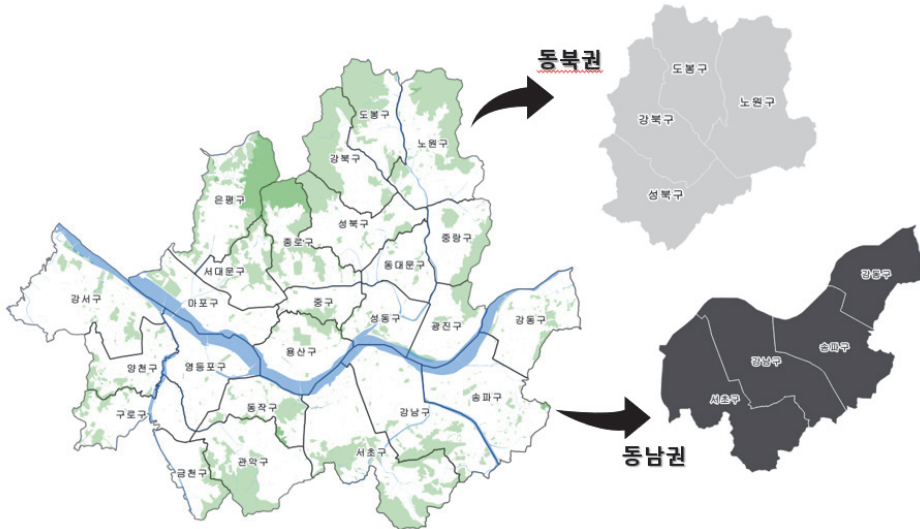 동북권
도봉구
노원구
강북구
성북구
도봉구
노원구
강북구
은평구
성북구
중랑구
종로구
동대문구
서대문구
강서구
마포구
중구
성동구
광진구
강동구
용산구
양천구
영등포구
송파구
구로구
동작구
강남구
서초구
관악구
금천구
강동구
송파구
강남구
서초구
동남권